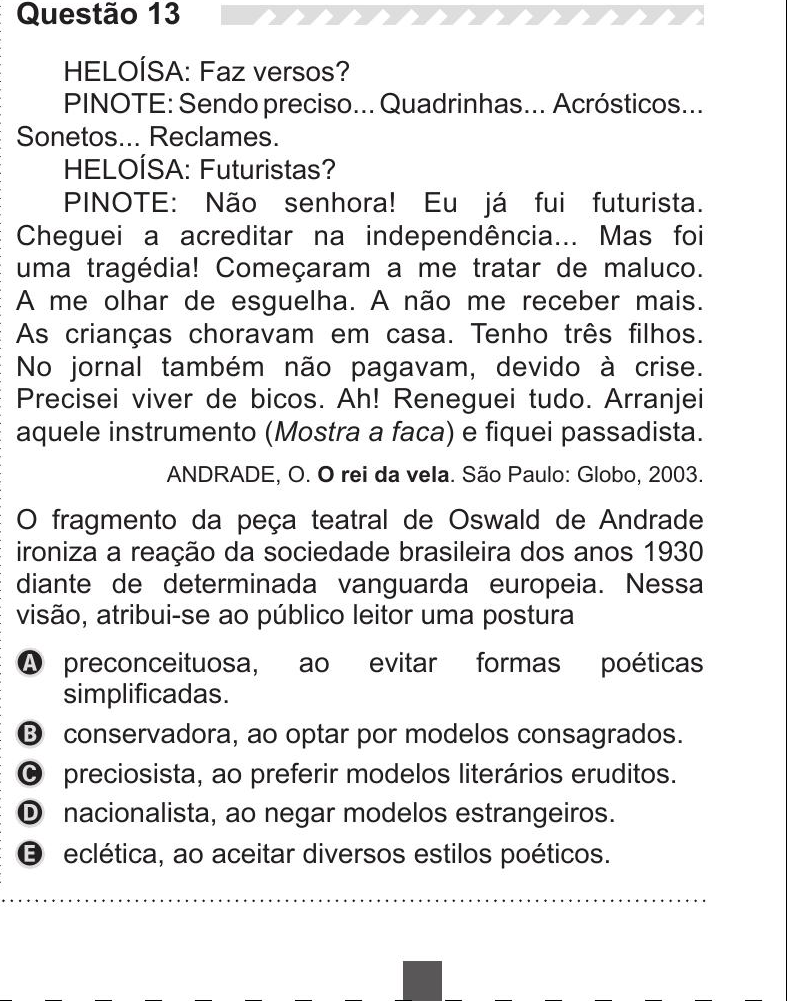 Questão 13
HELOÍSA: Faz versos?
PINOTE: Sendo preciso... Quadrinhas... Acrósticos...
Sonetos... Reclames.
HELOÍSA: Futuristas?
PINOTE: Não senhora! Eu já fui futurista.
Cheguei a acreditar na independência... Mas foi
uma tragédia! Começaram a me tratar de maluco.
A me olhar de esguelha. A não me receber mais.
As crianças choravam em casa. Tenho três filhos.
No jornal também não pagavam, devido à crise.
Precisei viver de bicos. Ah! Reneguei tudo. Arranjei
aquele instrumento (Mostra a faca) e fiquei passadista.
ANDRADE, O. O rei da vela. São Paulo: Globo, 2003.
O fragmento da peça teatral de Oswald de Andrade
ironiza a reação da sociedade brasileira dos anos 1930
diante de determinada vanguarda europeia. Nessa
visão, atribui-se ao público leitor uma postura
A preconceituosa, ao evitar formas poéticas
simplificadas.
B conservadora, ao optar por modelos consagrados.
C preciosista, ao preferir modelos literários eruditos.
D nacionalista, ao negar modelos estrangeiros.
E eclética, ao aceitar diversos estilos poéticos.